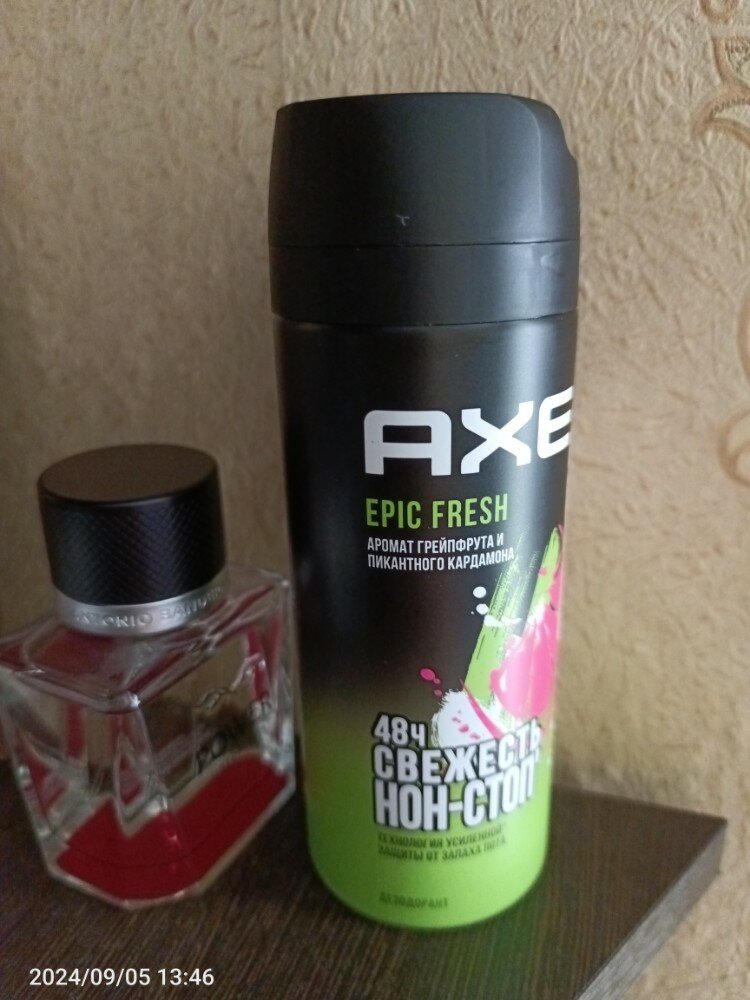 AXE
EPIC FRESH
АРОМАТ ГРЕЙПФРУТА И
ПИКАНТНОГО КАРДАМОНА
48ч
СВЕЖЕСТЬ
НОН-СТОП
ТЕХНОЛОГИЯ УСИЛЕННОЙ
ЗАЩИТЫ ОТ ЗАПАХА ПОТА
ДЕЗОДОРАНТ
POWER
2024/09/05 13:46